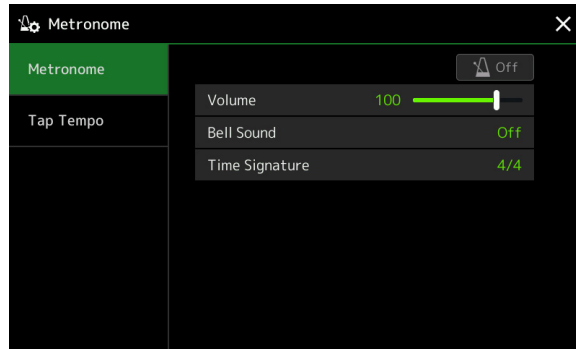 Metronome
Metronome
Off
Tap Tempo
Volume 100
Bell Sound Off
Time Signature 4/4